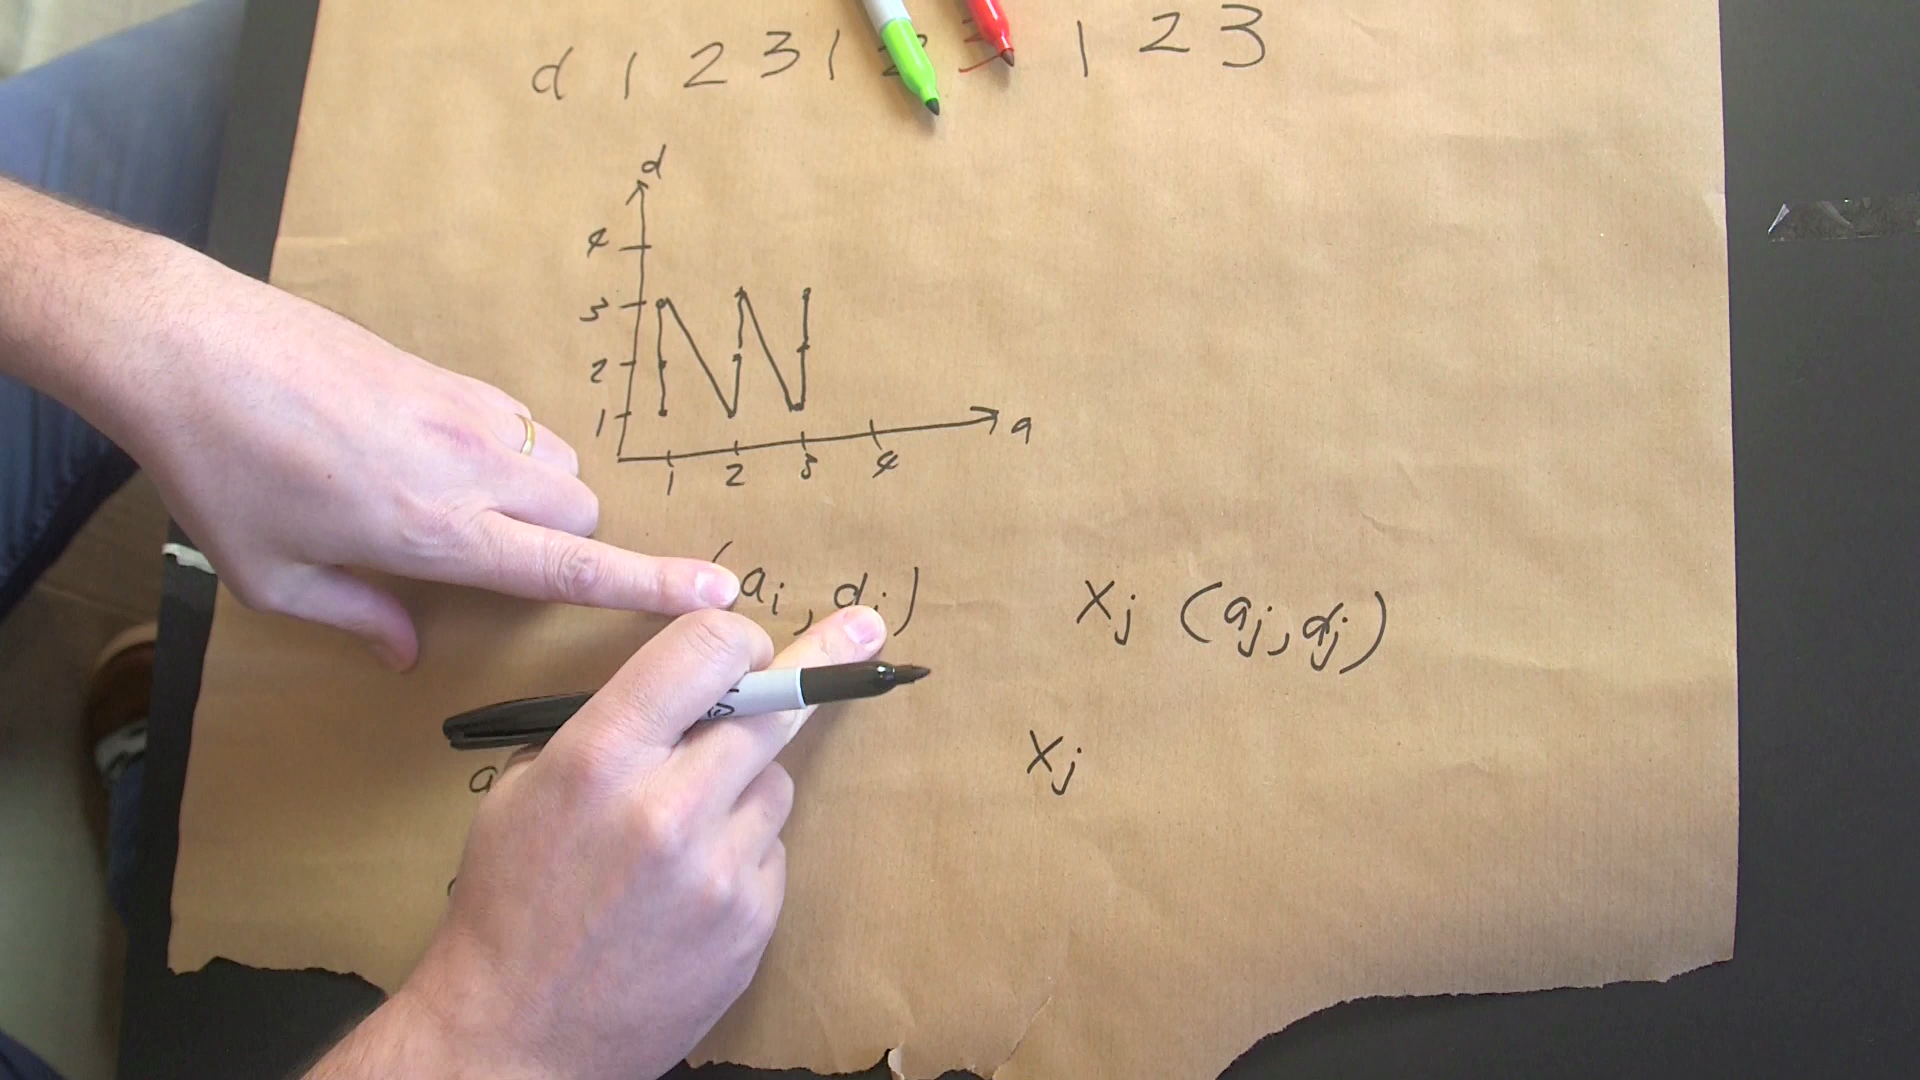 d 1 2 3 1 2 3 1 2 3
d
4
3
2
1
1 2 3 4 a
(ai, di) xj (aj, dj)
a xj